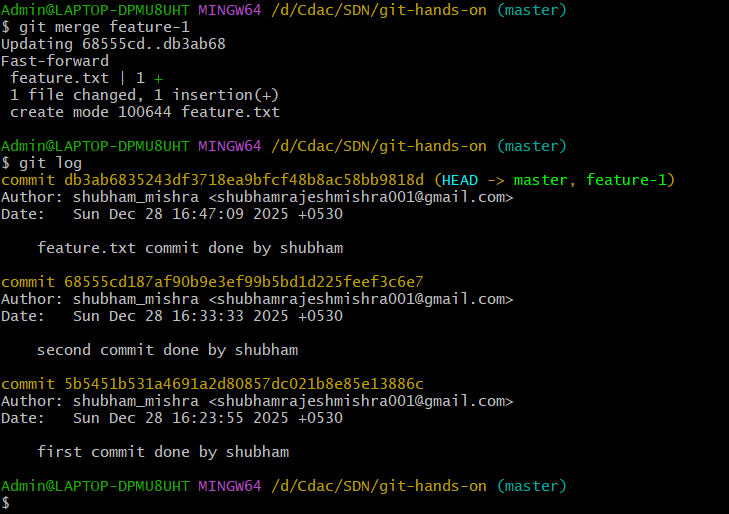 Admin@LAPTOP-DPMU8UHT MINGW64 /d/Cdac/SDN/git-hands-on (master)
$ git merge feature-1
Updating 68555cd..db3ab68
Fast-forward
 feature.txt | 1 +
 1 file changed, 1 insertion(+)
 create mode 100644 feature.txt

Admin@LAPTOP-DPMU8UHT MINGW64 /d/Cdac/SDN/git-hands-on (master)
$ git log
commit db3ab6835243df3718ea9bfcf48b8ac58bb9818d (HEAD -> master, feature-1)
Author: shubham_mishra <shubhamrajeshmishra001@gmail.com>
Date:   Sun Dec 28 16:47:09 2025 +0530

    feature.txt commit done by shubham

commit 68555cd187af90b9e3ef99b5bd1d225feef3c6e7
Author: shubham_mishra <shubhamrajeshmishra001@gmail.com>
Date:   Sun Dec 28 16:33:33 2025 +0530

    second commit done by shubham

commit 5b5451b531a4691a2d80857dc021b8e85e13886c
Author: shubham_mishra <shubhamrajeshmishra001@gmail.com>
Date:   Sun Dec 28 16:23:55 2025 +0530

    first commit done by shubham

Admin@LAPTOP-DPMU8UHT MINGW64 /d/Cdac/SDN/git-hands-on (master)
$